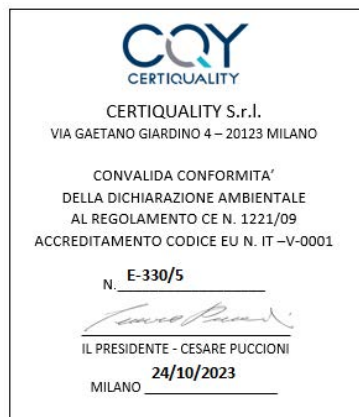 CQY
CERTIQUALITY
CERTIQUALITY S.r.l.
VIA GAETANO GIARDINO 4 – 20123 MILANO
CONVALIDA CONFORMITA'
DELLA DICHIARAZIONE AMBIENTALE
AL REGOLAMENTO CE N. 1221/09
ACCREDITAMENTO CODICE EU N. IT –V-0001
N. E-330/5
IL PRESIDENTE - CESARE PUCCIONI
MILANO 24/10/2023